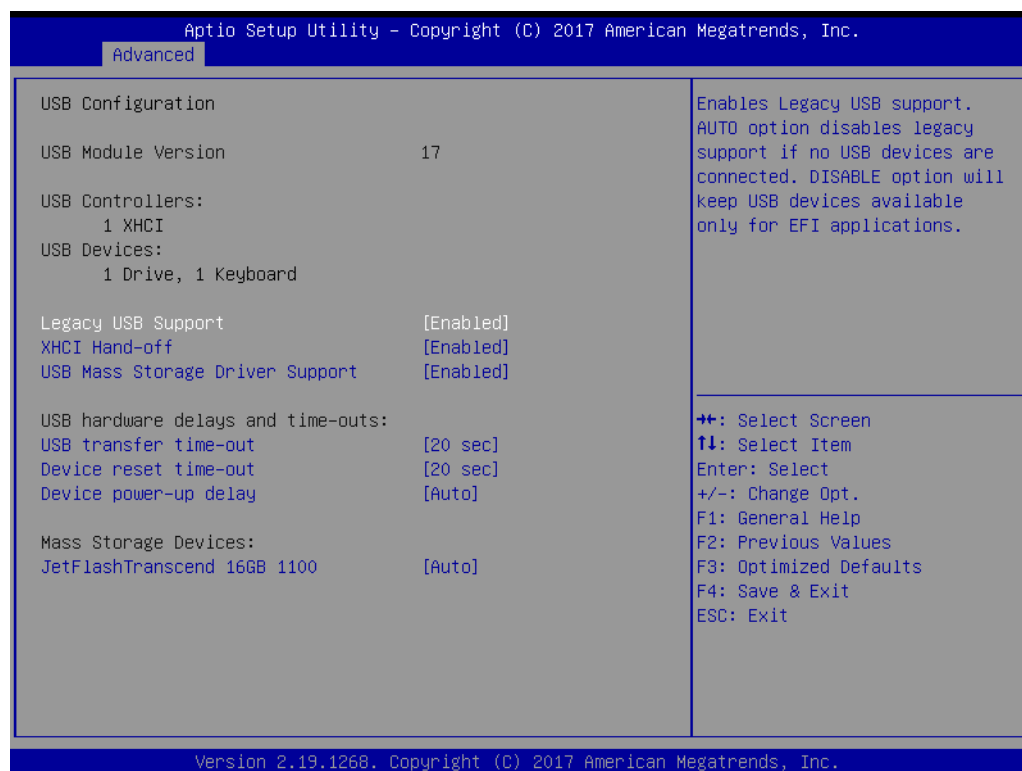 Aptio Setup Utility – Copyright (C) 2017 American Megatrends, Inc.
Advanced
USB Configuration
USB Module Version 17
USB Controllers:
1 XHCI
USB Devices:
1 Drive, 1 Keyboard
Legacy USB Support [Enabled]
XHCI Hand-off [Enabled]
USB Mass Storage Driver Support [Enabled]
USB hardware delays and time-outs:
USB transfer time-out [20 sec]
Device reset time-out [20 sec]
Device power-up delay [Auto]
Mass Storage Devices:
JetFlashTranscend 16GB 1100 [Auto]
Enables Legacy USB support.
AUTO option disables legacy
support if no USB devices are
connected. DISABLE option will
keep USB devices available
only for EFI applications.
→←: Select Screen
↑↓: Select Item
Enter: Select
+/-: Change Opt.
F1: General Help
F2: Previous Values
F3: Optimized Defaults
F4: Save & Exit
ESC: Exit
Version 2.19.1268. Copyright (C) 2017 American Megatrends, Inc.